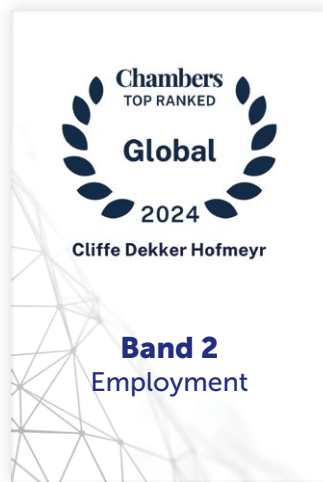 Chambers
TOP RANKED
Global
2024
Cliffe Dekker Hofmeyr
Band 2
Employment